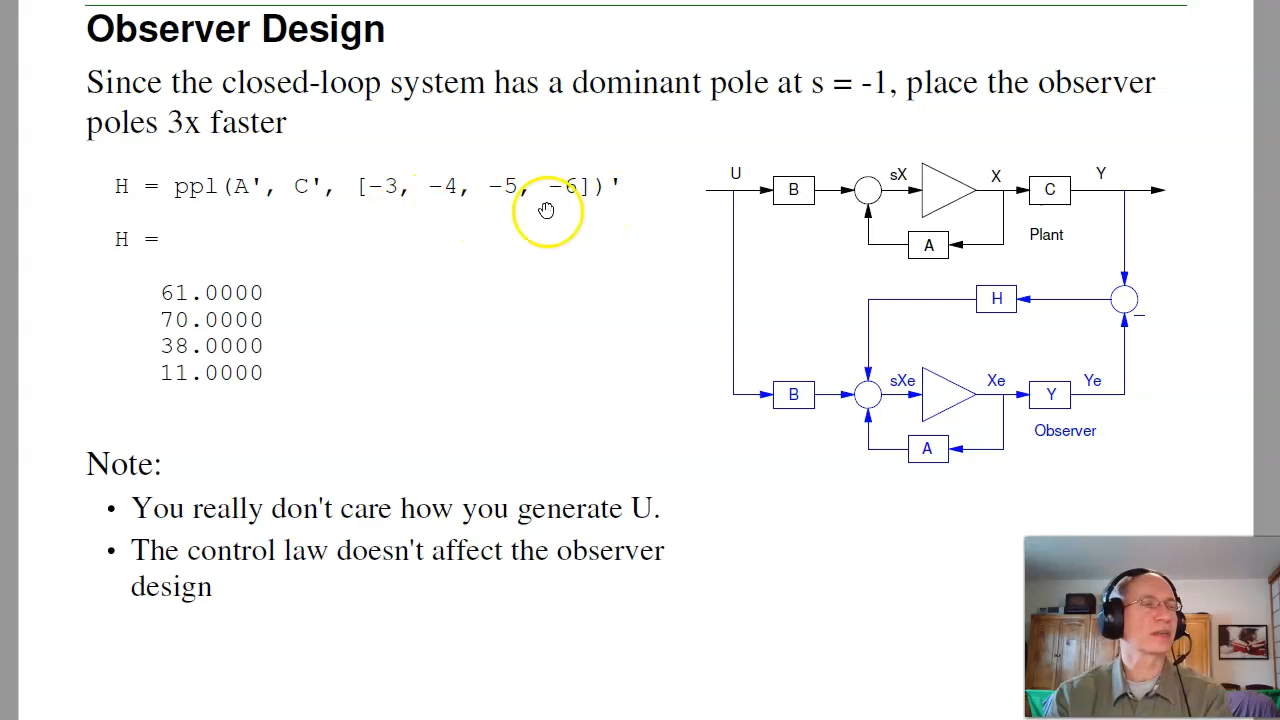 Observer Design
Since the closed-loop system has a dominant pole at s = -1, place the observer
poles 3x faster
H = ppl(A', C', [-3, -4, -5, -6])'
H =
61.0000
70.0000
38.0000
11.0000
U
B
sX
X
C
Y
A
Plant
H
–
B
sXe
Xe
Y
Ye
A
Observer
Note:
• You really don't care how you generate U.
• The control law doesn't affect the observer
design